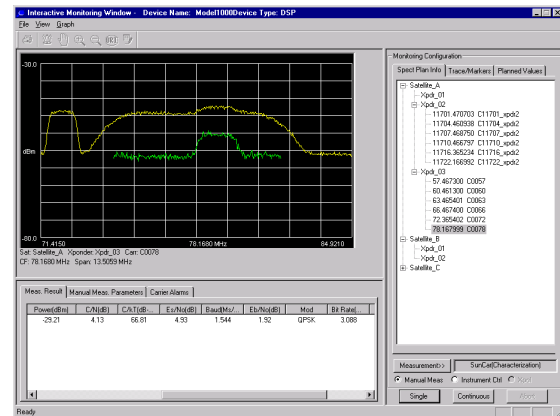 Interactive Monitoring Window - Device Name: Model1000Device Type: DSP
File View Graph
Monitoring Configuration
Spect Plan Info Trace/Markers Planned Values
Satellite_A
Xpdr_01
Xpdr_02
11701.470703 C11701_xpdr2
11704.460938 C11704_xpdr2
11707.468750 C11707_xpdr2
11710.466797 C11710_xpdr2
11716.365234 C11716_xpdr2
11722.166992 C11722_xpdr2
Xpdr_03
57.467300 C0057
60.461300 C0060
63.465401 C0063
66.467400 C0066
72.365402 C0072
78.167999 C0078
Satellite_B
Xpdr_01
Xpdr_02
Satellite_C
-30.0
dBm
-80.0
71.4150 78.1680 MHz 84.9210
Sat: Satellite_A Xponder: Xpdr_03 Carr: C0078
CF: 78.1680 MHz Span: 13.5059 MHz
Meas. Result Manual Meas. Parameters Carrier Alarms
Power(dBm) C/N(dB) C/kT(dB-... Es/No(dB) Baud(Ms/... Eb/No(dB) Mod Bit Rate(...
-29.21 4.13 66.81 4.93 1.544 1.92 QPSK 3.088
Measurement>> SunCar(Characterization)
Manual Meas Instrument Ctrl
Single Continuous Abort
Ready